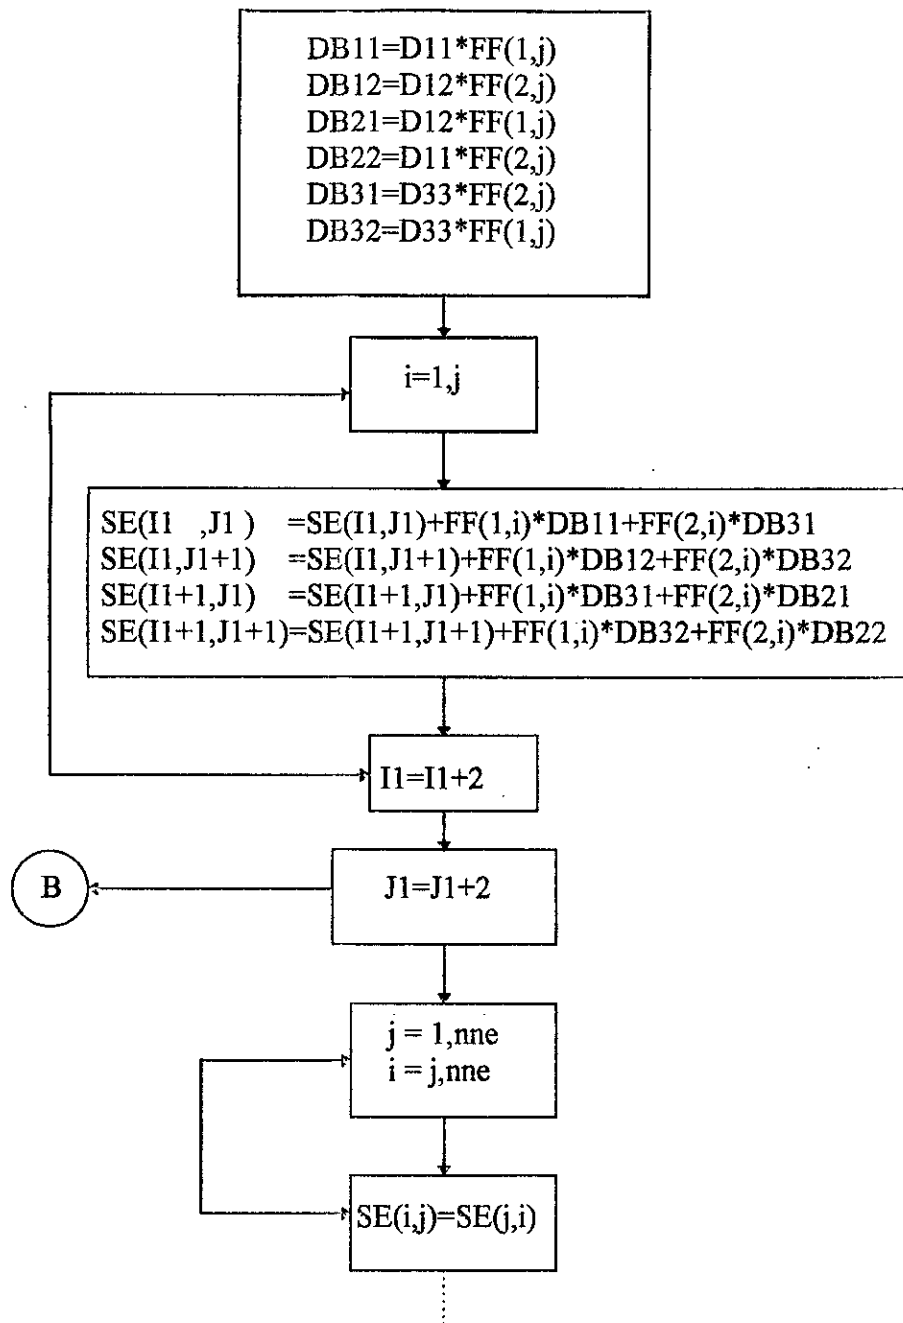 DB11=D11*FF(1,j)
DB12=D12*FF(2,j)
DB21=D12*FF(1,j)
DB22=D11*FF(2,j)
DB31=D33*FF(2,j)
DB32=D33*FF(1,j)
i=1,j
SE(I1 ,J1 ) =SE(I1,J1)+FF(1,i)*DB11+FF(2,i)*DB31
SE(I1,J1+1) =SE(I1,J1+1)+FF(1,i)*DB12+FF(2,i)*DB32
SE(I1+1,J1) =SE(I1+1,J1)+FF(1,i)*DB31+FF(2,i)*DB21
SE(I1+1,J1+1)=SE(I1+1,J1+1)+FF(1,i)*DB32+FF(2,i)*DB22
I1=I1+2
B
J1=J1+2
j = 1,nne
i = j,nne
SE(i,j)=SE(j,i)